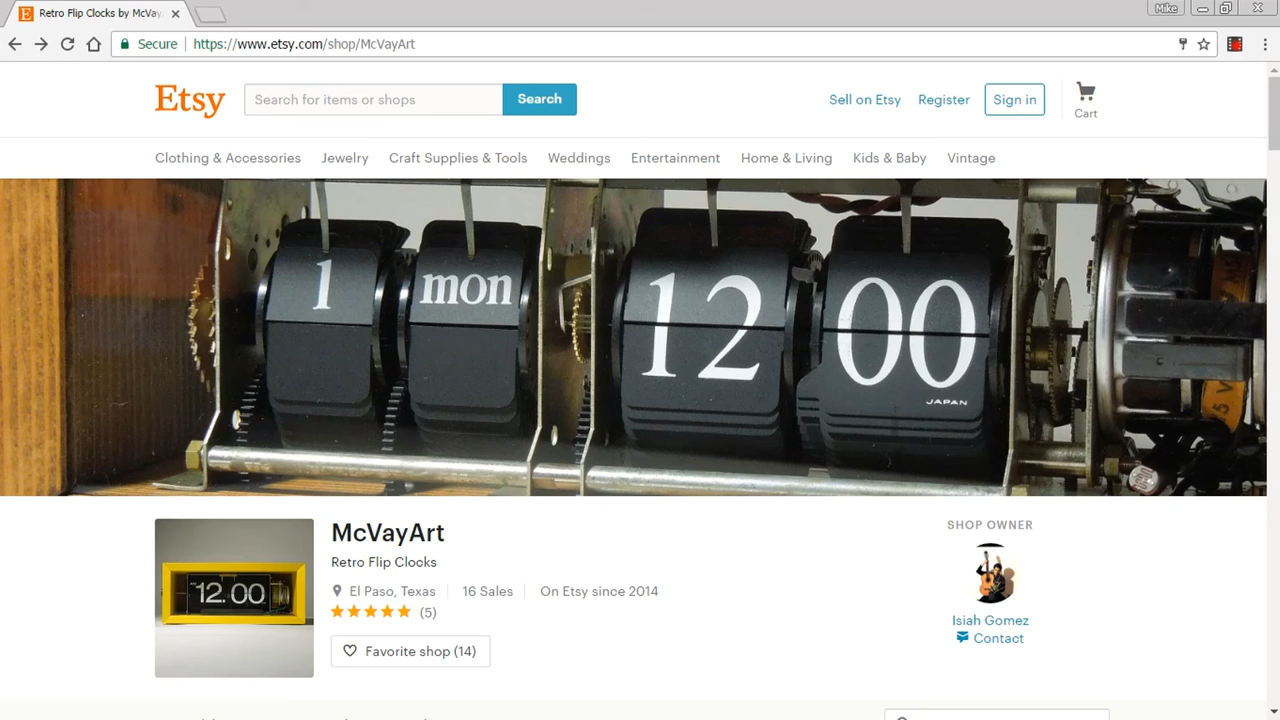 Retro Flip Clocks by McVay
Mike
Secure https://www.etsy.com/shop/McVayArt
Etsy
Search for items or shops
Search
Sell on Etsy Register Sign in
Cart
Clothing & Accessories Jewelry Craft Supplies & Tools Weddings Entertainment Home & Living Kids & Baby Vintage
1 mon 12 00
JAPAN
12.00
McVayArt
Retro Flip Clocks
El Paso, Texas 16 Sales On Etsy since 2014
(5)
Favorite shop (14)
SHOP OWNER
Isiah Gomez
Contact